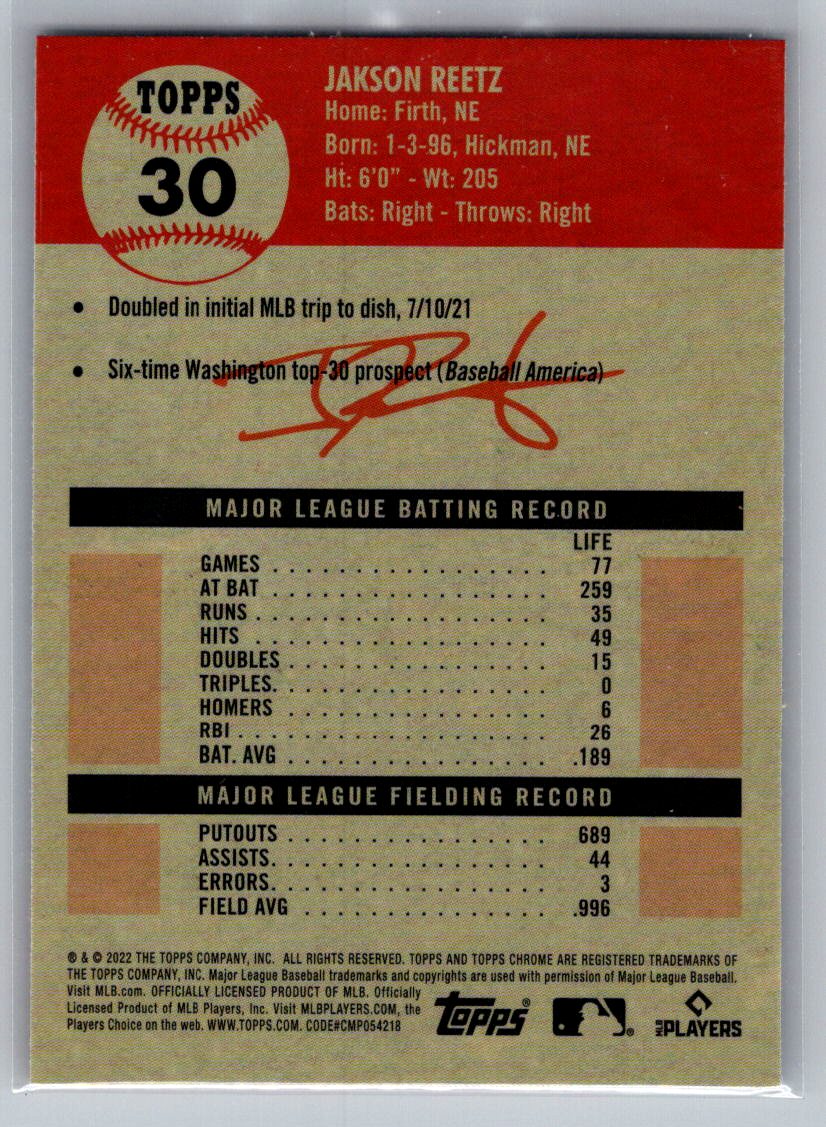 TOPPS
30
JAKSON REETZ
Home: Firth, NE
Born: 1-3-96, Hickman, NE
Ht: 6'0" - Wt: 205
Bats: Right - Throws: Right
• Doubled in initial MLB trip to dish, 7/10/21
• Six-time Washington top-30 prospect (Baseball America)
MAJOR LEAGUE BATTING RECORD
LIFE
GAMES . . . . . . . . . . . . . . . . . 77
AT BAT . . . . . . . . . . . . . . . . . 259
RUNS . . . . . . . . . . . . . . . . . . 35
HITS . . . . . . . . . . . . . . . . . . 49
DOUBLES . . . . . . . . . . . . . . . . 15
TRIPLES. . . . . . . . . . . . . . . . . 0
HOMERS . . . . . . . . . . . . . . . . 6
RBI . . . . . . . . . . . . . . . . . . . 26
BAT. AVG . . . . . . . . . . . . . . . . .189
MAJOR LEAGUE FIELDING RECORD
PUTOUTS . . . . . . . . . . . . . . . . 689
ASSISTS. . . . . . . . . . . . . . . . . 44
ERRORS. . . . . . . . . . . . . . . . . 3
FIELD AVG . . . . . . . . . . . . . . . .996
® & © 2022 THE TOPPS COMPANY, INC. ALL RIGHTS RESERVED. TOPPS AND TOPPS CHROME ARE REGISTERED TRADEMARKS OF
THE TOPPS COMPANY, INC. Major League Baseball trademarks and copyrights are used with permission of Major League Baseball.
Visit MLB.com. OFFICIALLY LICENSED PRODUCT OF MLB. Officially
Licensed Product of MLB Players, Inc. Visit MLBPLAYERS.COM, the
Players Choice on the web. WWW.TOPPS.COM. CODE#CMP054218
Topps®
®
MLB PLAYERS